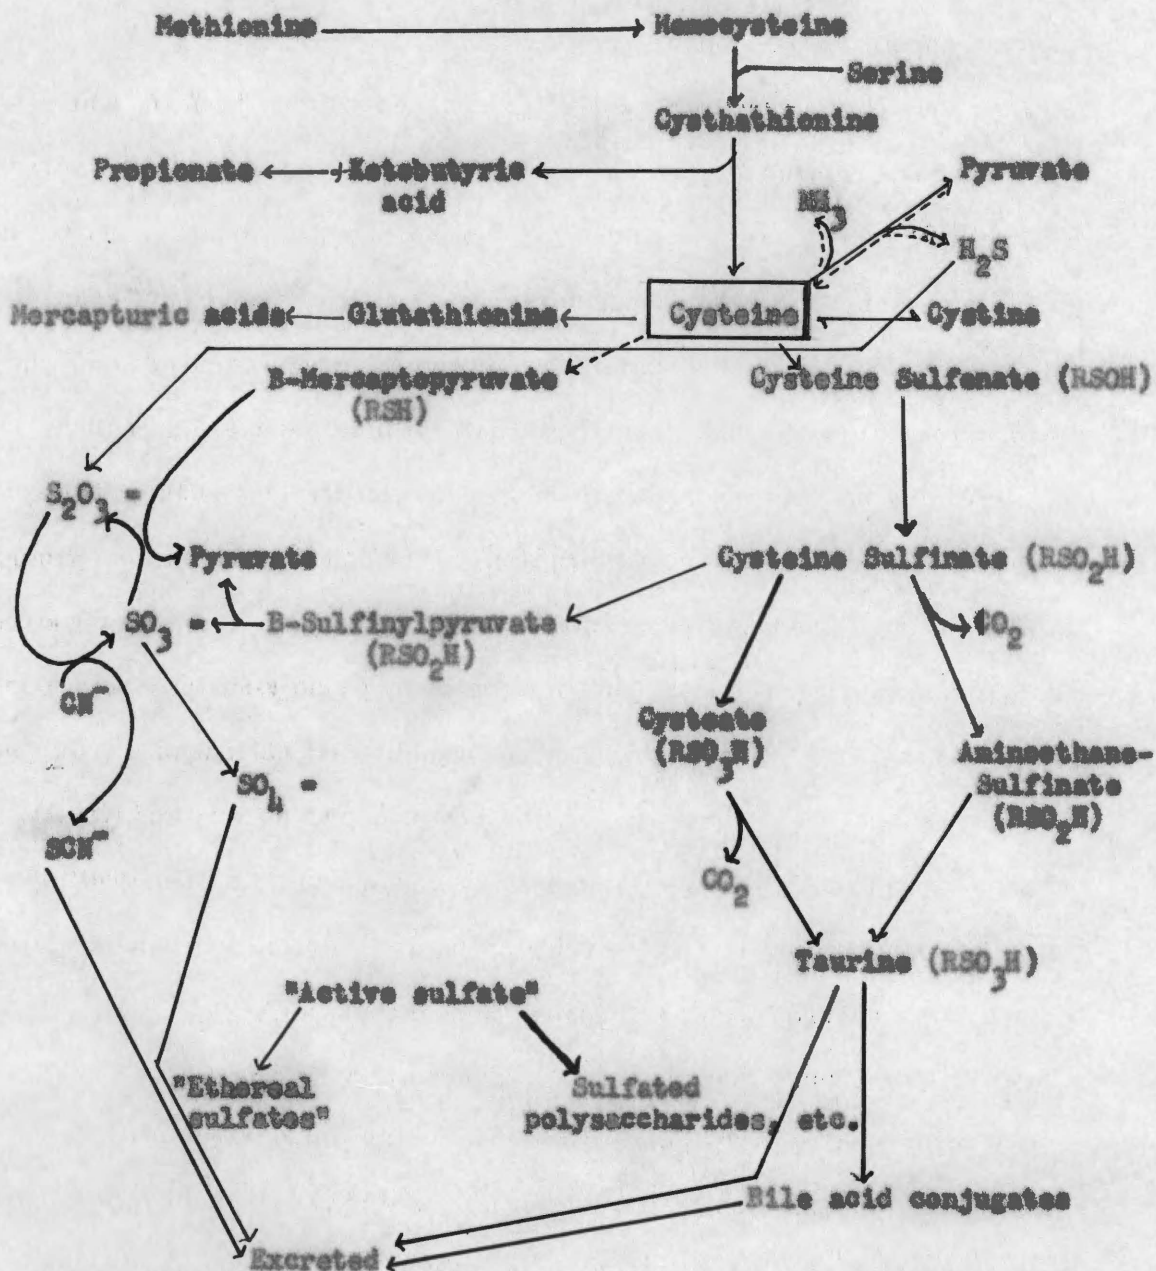 Methionine Homocysteine
Serine
Cysthathionine
Propionate Ketobutyric
acid
Pyruvate
NH3
H2S
Mercapturic acids Glutathionine Cysteine Cystine
B-Mercaptopyruvate
(RSH)
Cysteine Sulfenate (RSOH)
S2O3 =
Pyruvate
Cysteine Sulfinate (RSO2H)
SO3 = B-Sulfinylpyruvate
(RSO2H)
CO2
CN-
Cysteate
(RSO3H)
Aminoethane-
Sulfinate
(RSO2H)
SO4 =
SCN-
CO2
Taurine (RSO3H)
"Active sulfate"
"Ethereal
sulfates"
Sulfated
polysaccharides, etc.
Bile acid conjugates
Excreted